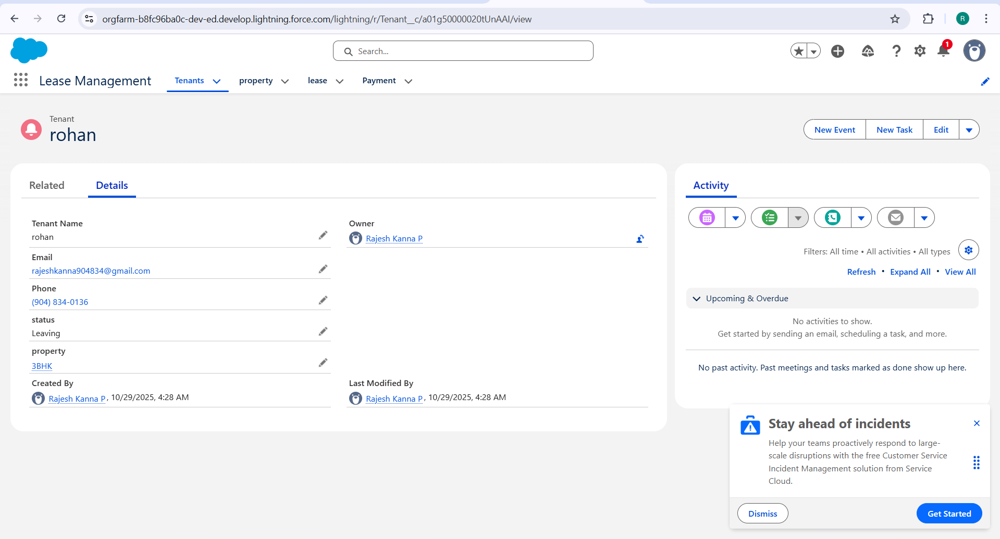 orgfarm-b8fc96ba0c-dev-ed.develop.lightning.force.com/lightning/r/Tenant__c/a01g50000020tUnAAI/view
R
Search...
1
Lease Management
Tenants
property
lease
Payment
Tenant
rohan
New Event
New Task
Edit
Related
Details
Tenant Name
rohan
Owner
Rajesh Kanna P
Email
rajeshkanna904834@gmail.com
Phone
(904) 834-0136
status
Leaving
property
3BHK
Created By
Rajesh Kanna P, 10/29/2025, 4:28 AM
Last Modified By
Rajesh Kanna P, 10/29/2025, 4:28 AM
Activity
Filters: All time • All activities • All types
Refresh • Expand All • View All
Upcoming & Overdue
No activities to show.
Get started by sending an email, scheduling a task, and more.
No past activity. Past meetings and tasks marked as done show up here.
Stay ahead of incidents
Help your teams proactively respond to large-
scale disruptions with the free Customer Service
Incident Management solution from Service
Cloud.
Dismiss
Get Started